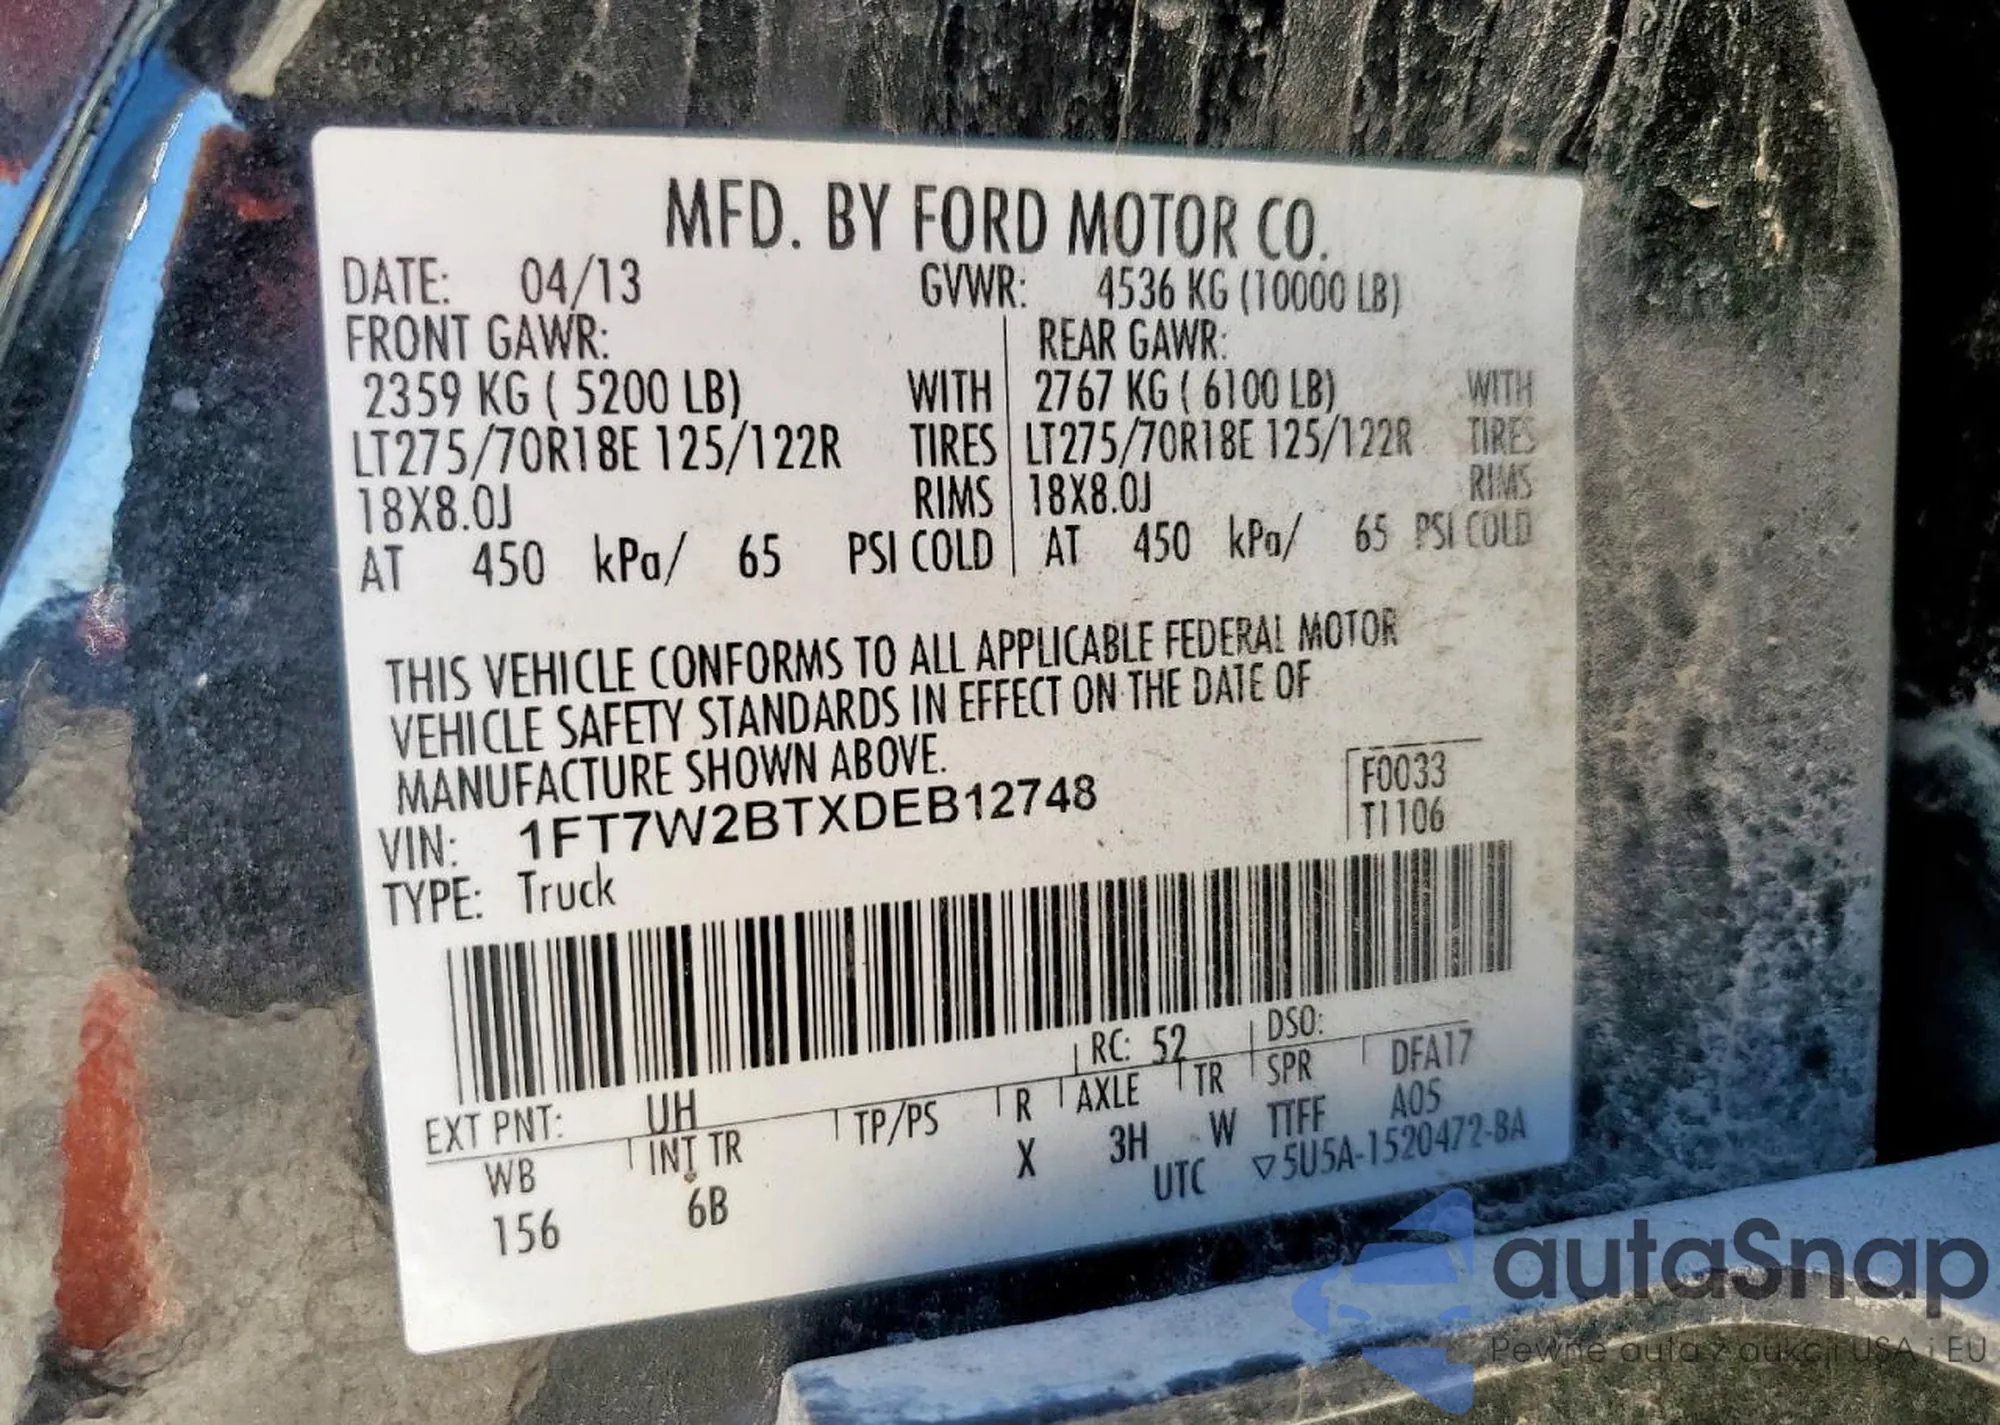 MFD. BY FORD MOTOR CO.
DATE: 04/13 GVWR: 4536 KG (10000 LB)
FRONT GAWR: REAR GAWR:
2359 KG ( 5200 LB) WITH 2767 KG ( 6100 LB) WITH
LT275/70R18E 125/122R TIRES LT275/70R18E 125/122R TIRES
18X8.0J RIMS 18X8.0J RIMS
AT 450 kPa/ 65 PSI COLD AT 450 kPa/ 65 PSI COLD
THIS VEHICLE CONFORMS TO ALL APPLICABLE FEDERAL MOTOR
VEHICLE SAFETY STANDARDS IN EFFECT ON THE DATE OF
MANUFACTURE SHOWN ABOVE.
VIN: 1FT7W2BTXDEB12748
F0033
T1106
TYPE: Truck
EXT PNT: UH RC: 52 DSO:
WB INT TR TP/PS R AXLE TR SPR DFA17
156 6B X 3H W TTFF A05
UTC ▽5U5A-1520472-BA
autaSnap
Pewne auta z aukcji USA i EU